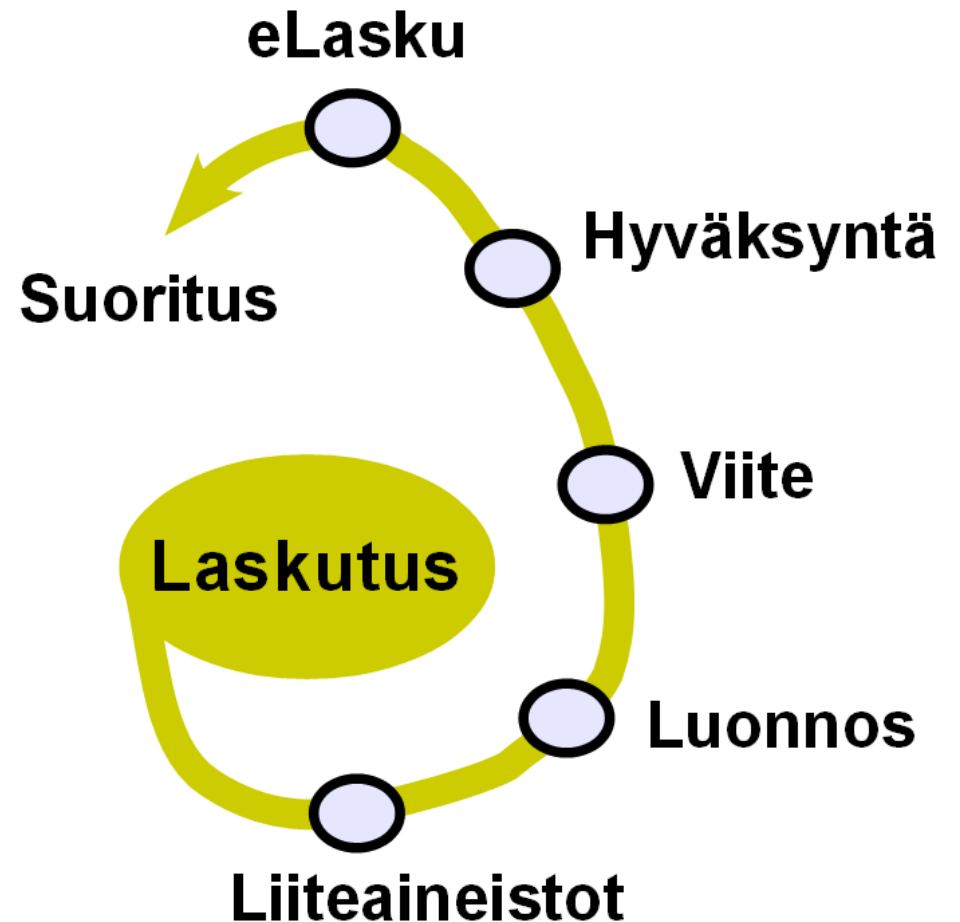 eLasku
Hyväksyntä
Suoritus
Viite
Laskutus
Luonnos
Liiteaineistot